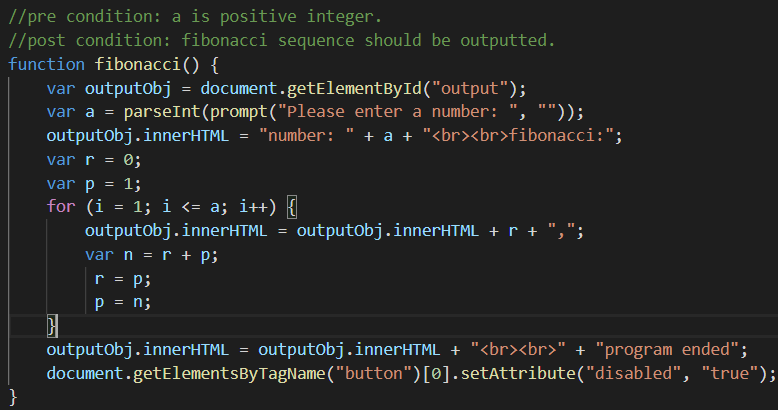 //pre condition: a is positive integer.
//post condition: fibonacci sequence should be outputted.
function fibonacci() {
    var outputObj = document.getElementById("output");
    var a = parseInt(prompt("Please enter a number: ", ""));
    outputObj.innerHTML = "number: " + a + "<br><br>fibonacci:";
    var r = 0;
    var p = 1;
    for (i = 1; i <= a; i++) {
        outputObj.innerHTML = outputObj.innerHTML + r + ",";
        var n = r + p;
         r = p;
         p = n;
    }
    outputObj.innerHTML = outputObj.innerHTML + "<br><br>" + "program ended";
    document.getElementsByTagName("button")[0].setAttribute("disabled", "true");
}